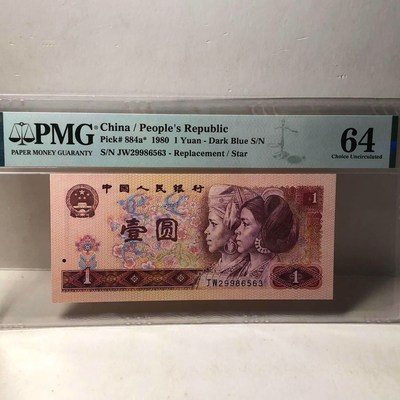 PMG
PAPER MONEY GUARANTY
China / People's Republic
Pick# 884a* 1980 1 Yuan - Dark Blue S/N
S/N JW29986563 - Replacement / Star
64
Choice Uncirculated
中国人民银行
1
壹圆
1
1
JW29986563